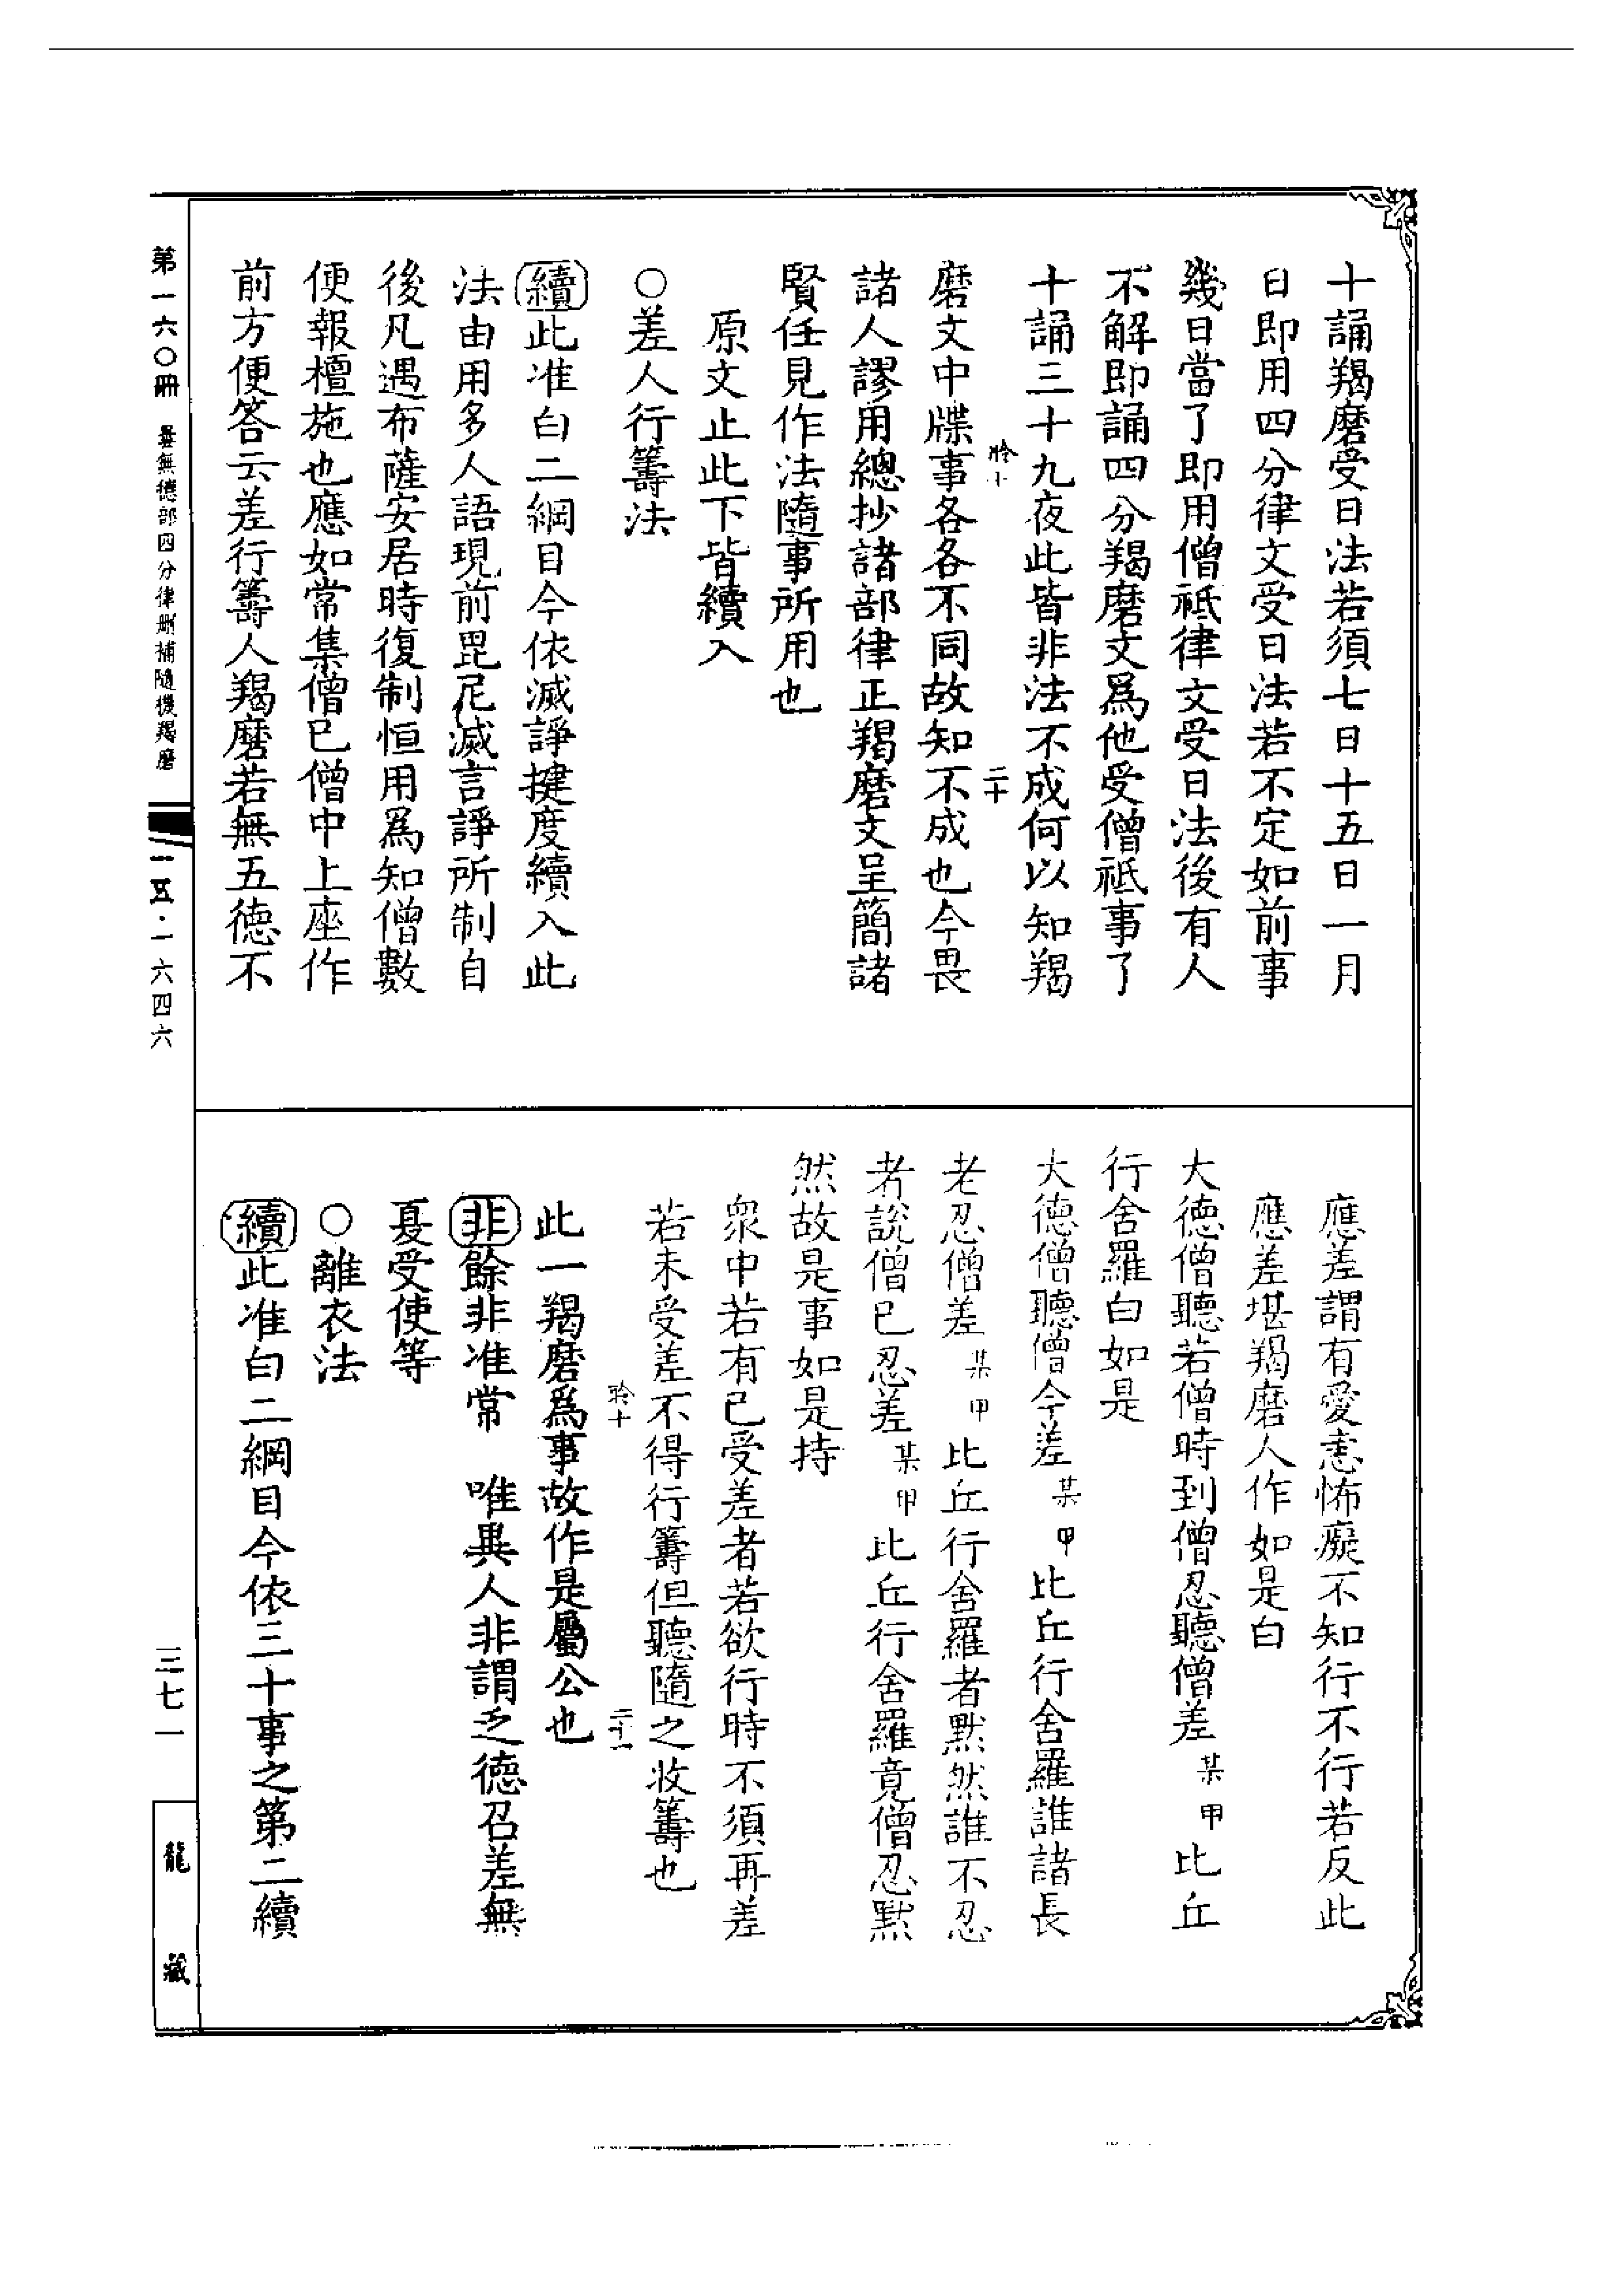 十誦羯磨受日法若須七日十五日一月
日即用四分律文受日法若不定如前事
幾日當了即用僧祇律文受日法後有人
不解即誦四分羯磨文爲他受僧祇事了
十誦三十九夜此皆非法不成何以知羯
二十
磨文中牒事各各不同故知不成也今畏
諸人謬用總抄諸部律正羯磨文呈簡諸
賢任見作法隨事所用也
原文止此下皆續入
○差人行籌法
續此准白二綱目今依滅諍揵度續入此
法由用多人語現前毘尼滅言諍所制自
後凡遇布薩安居時復制恒用爲知僧數
便報檀施也應如常集僧已僧中上座作
前方便答云差行籌人羯磨若無五德不
應差謂有愛恚怖癡不知行不行若反此
應差堪羯磨人作如是白
大德僧聽若僧時到僧忍聽僧差某甲比丘
行舍羅白如是
大德僧聽僧今差某甲比丘行舍羅誰諸長
老忍僧差某甲比丘行舍羅者默然誰不忍
者說僧已忍差某甲比丘行舍羅竟僧忍默
然故是事如是持
衆中若有已受差者若欲行時不須再差
若未受差不得行籌但聽隨之收籌也
二十一
此一羯磨爲事故作是屬公也
非餘非准常 唯異人非謂乏德召差無
戞受使等
○離衣法
續此准白二綱目今依三十事之第二續
第一六〇冊 曇無德部四分律刪補隨機羯磨
一五·一六四六
三七一
龍藏